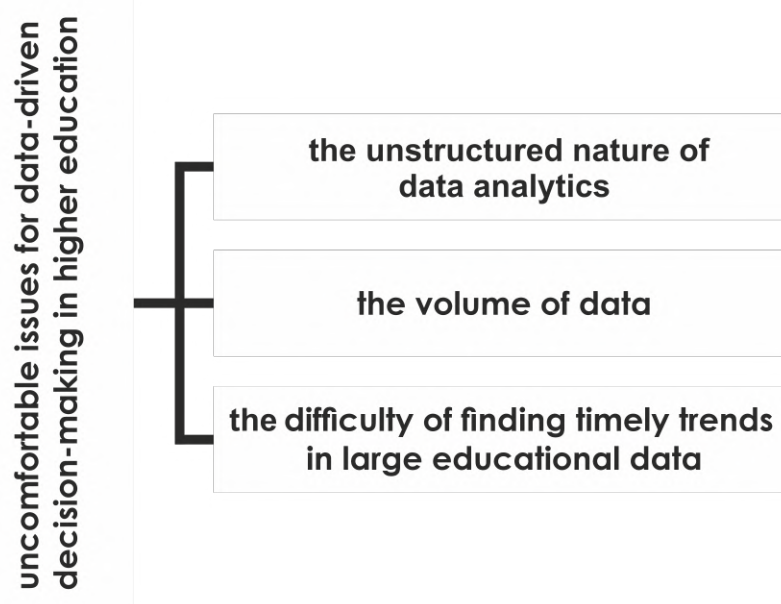 uncomfortable issues for data-driven
decision-making in higher education
the unstructured nature of
data analytics
the volume of data
the difficulty of finding timely trends
in large educational data